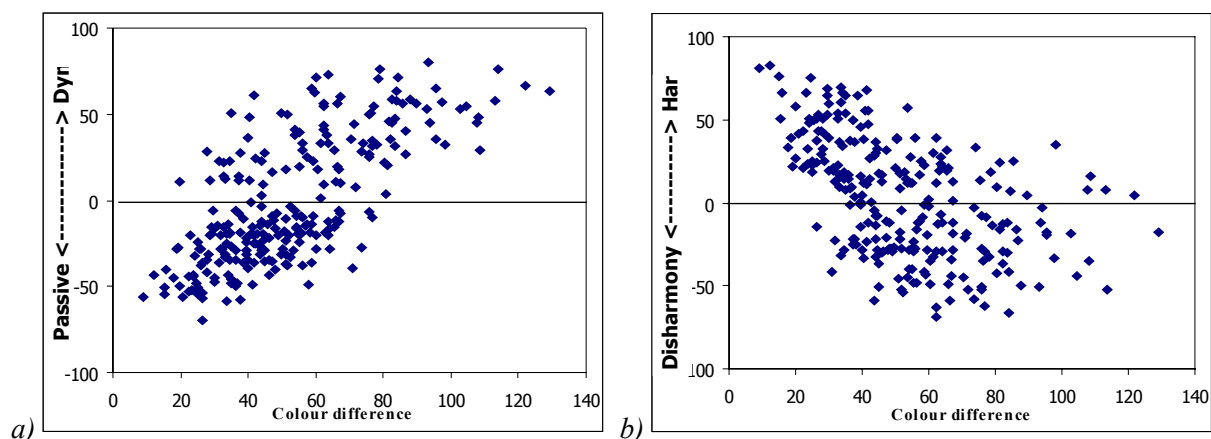 100
50
0
-50
-100
Passive <------------> Dyn
0 20 40 60 80 100 120 140
Colour difference
a)
100
50
0
-50
100
Disharmony <------> Har
0 20 40 60 80 100 120 140
Colour difference
b)